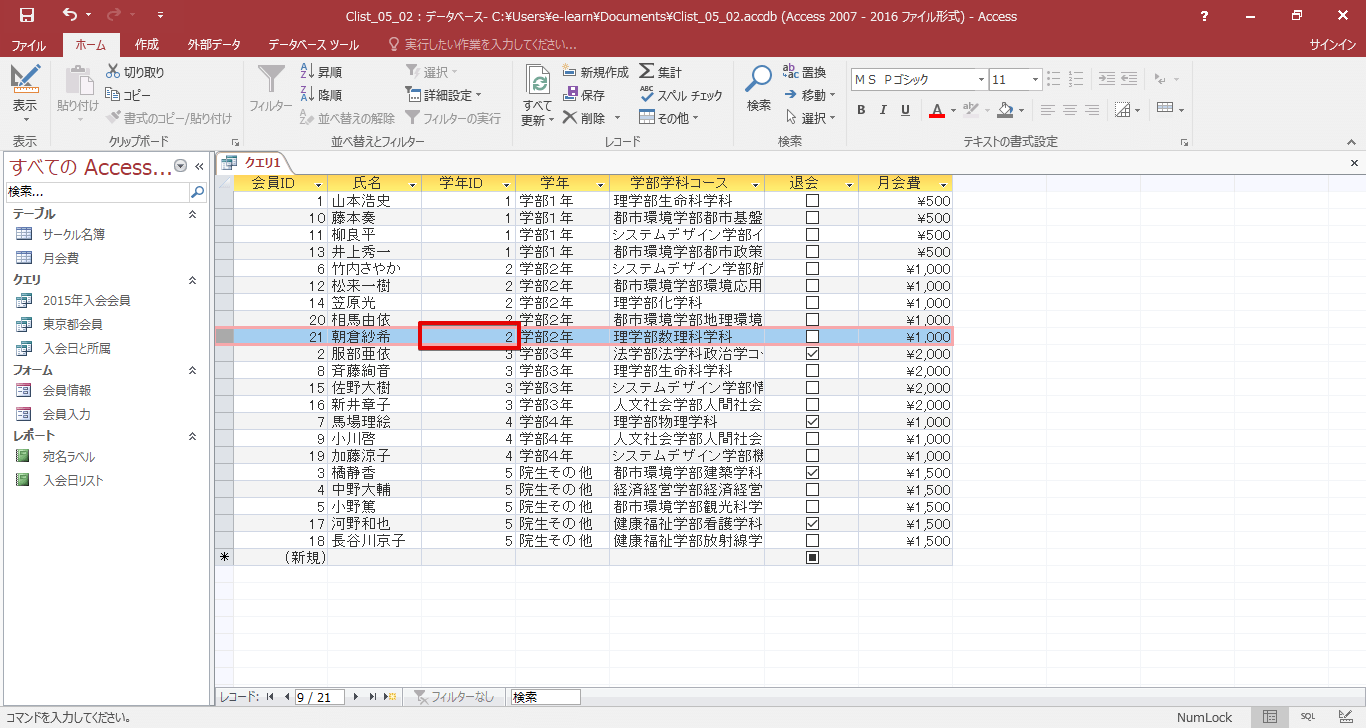 Clist_05_02 : データベース- C:¥Users¥e-learn¥Documents¥Clist_05_02.accdb (Access 2007 - 2016 ファイル形式) - Access
ファイル ホーム 作成 外部データ データベース ツール 実行したい作業を入力してください... サインイン
表示 貼り付け 切り取り コピー 書式のコピー/貼り付け
フィルター 昇順 降順 並べ替えの解除 選択 詳細設定 フィルターの実行
すべて更新 新規作成 保存 削除 集計 スペル チェック その他
検索 置換 移動 選択
MS Pゴシック 11
B I U A
表示 クリップボード 並べ替えとフィルター レコード 検索 テキストの書式設定
すべての Access...
検索...
テーブル
サークル名簿
月会費
クエリ
2015年入会会員
東京都会員
入会日と所属
フォーム
会員情報
会員入力
レポート
宛名ラベル
入会日リスト
クエリ1
会員ID 氏名 学年ID 学年 学部学科コース 退会 月会費
1 山本浩史 1 学部1年 理学部生命科学科 ¥500
10 藤本奏 1 学部1年 都市環境学部都市基盤 ¥500
11 柳良平 1 学部1年 システムデザイン学部イ ¥500
13 井上秀一 1 学部1年 都市環境学部都市政策 ¥500
6 竹内さやか 2 学部2年 システムデザイン学部航 ¥1,000
12 松来一樹 2 学部2年 都市環境学部環境応用 ¥1,000
14 笠原光 2 学部2年 理学部化学科 ¥1,000
20 相馬由依 2 学部2年 都市環境学部地理環境 ¥1,000
21 朝倉紗希 2 学部2年 理学部数理科学科 ¥1,000
2 服部亜依 3 学部3年 法学部法学科政治学コー ¥2,000
8 斉藤絢音 3 学部3年 理学部生命科学科 ¥2,000
15 佐野大樹 3 学部3年 システムデザイン学部情 ¥2,000
16 新井章子 3 学部3年 人文社会学部人間社会 ¥2,000
7 馬場理絵 4 学部4年 理学部物理学科 ¥1,000
9 小川啓 4 学部4年 人文社会学部人間社会 ¥1,000
19 加藤涼子 4 学部4年 システムデザイン学部機 ¥1,000
3 橘静香 5 院生その他 都市環境学部建築学科 ¥1,500
4 中野大輔 5 院生その他 経済経営学部経済経営 ¥1,500
5 小野篤 5 院生その他 都市環境学部観光科学 ¥1,500
17 河野和也 5 院生その他 健康福祉学部看護学科 ¥1,500
18 長谷川京子 5 院生その他 健康福祉学部放射線学 ¥1,500
(新規)
レコード: 9 / 21 フィルターなし 検索
コマンドを入力してください。 NumLock SQL